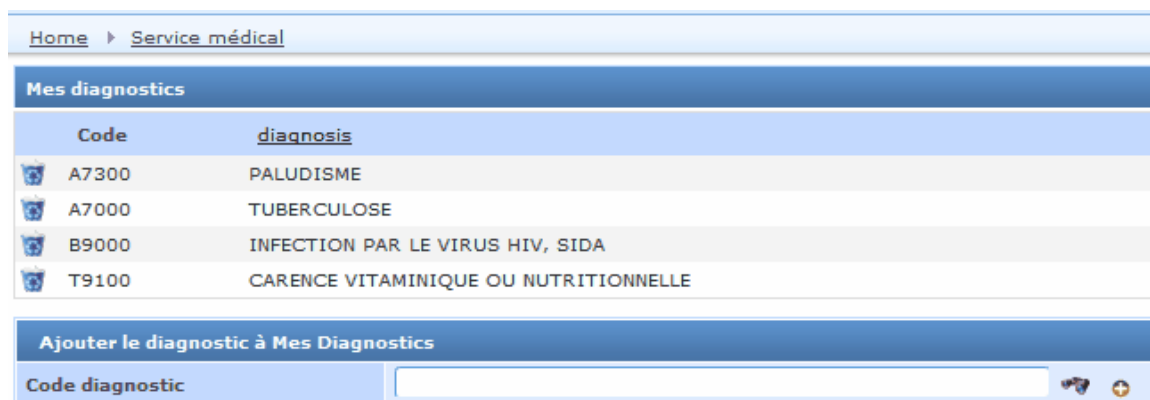 Home Service médical
Mes diagnostics
Code diagnosis
A7300 PALUDISME
A7000 TUBERCULOSE
B9000 INFECTION PAR LE VIRUS HIV, SIDA
T9100 CARENCE VITAMINIQUE OU NUTRITIONNELLE
Ajouter le diagnostic à Mes Diagnostics
Code diagnostic